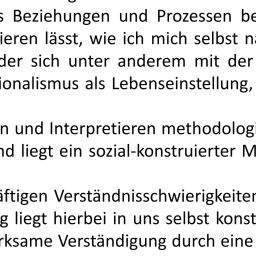 s Beziehungen und Prozessen be
ieren lässt, wie ich mich selbst n
der sich unter anderem mit der
ionalismus als Lebenseinstellung,
n und Interpretieren methodologi
nd liegt ein sozial-konstruierter M
iftigen Verständnisschwierigkeiten
g liegt hierbei in uns selbst konst
rksame Verständigung durch eine